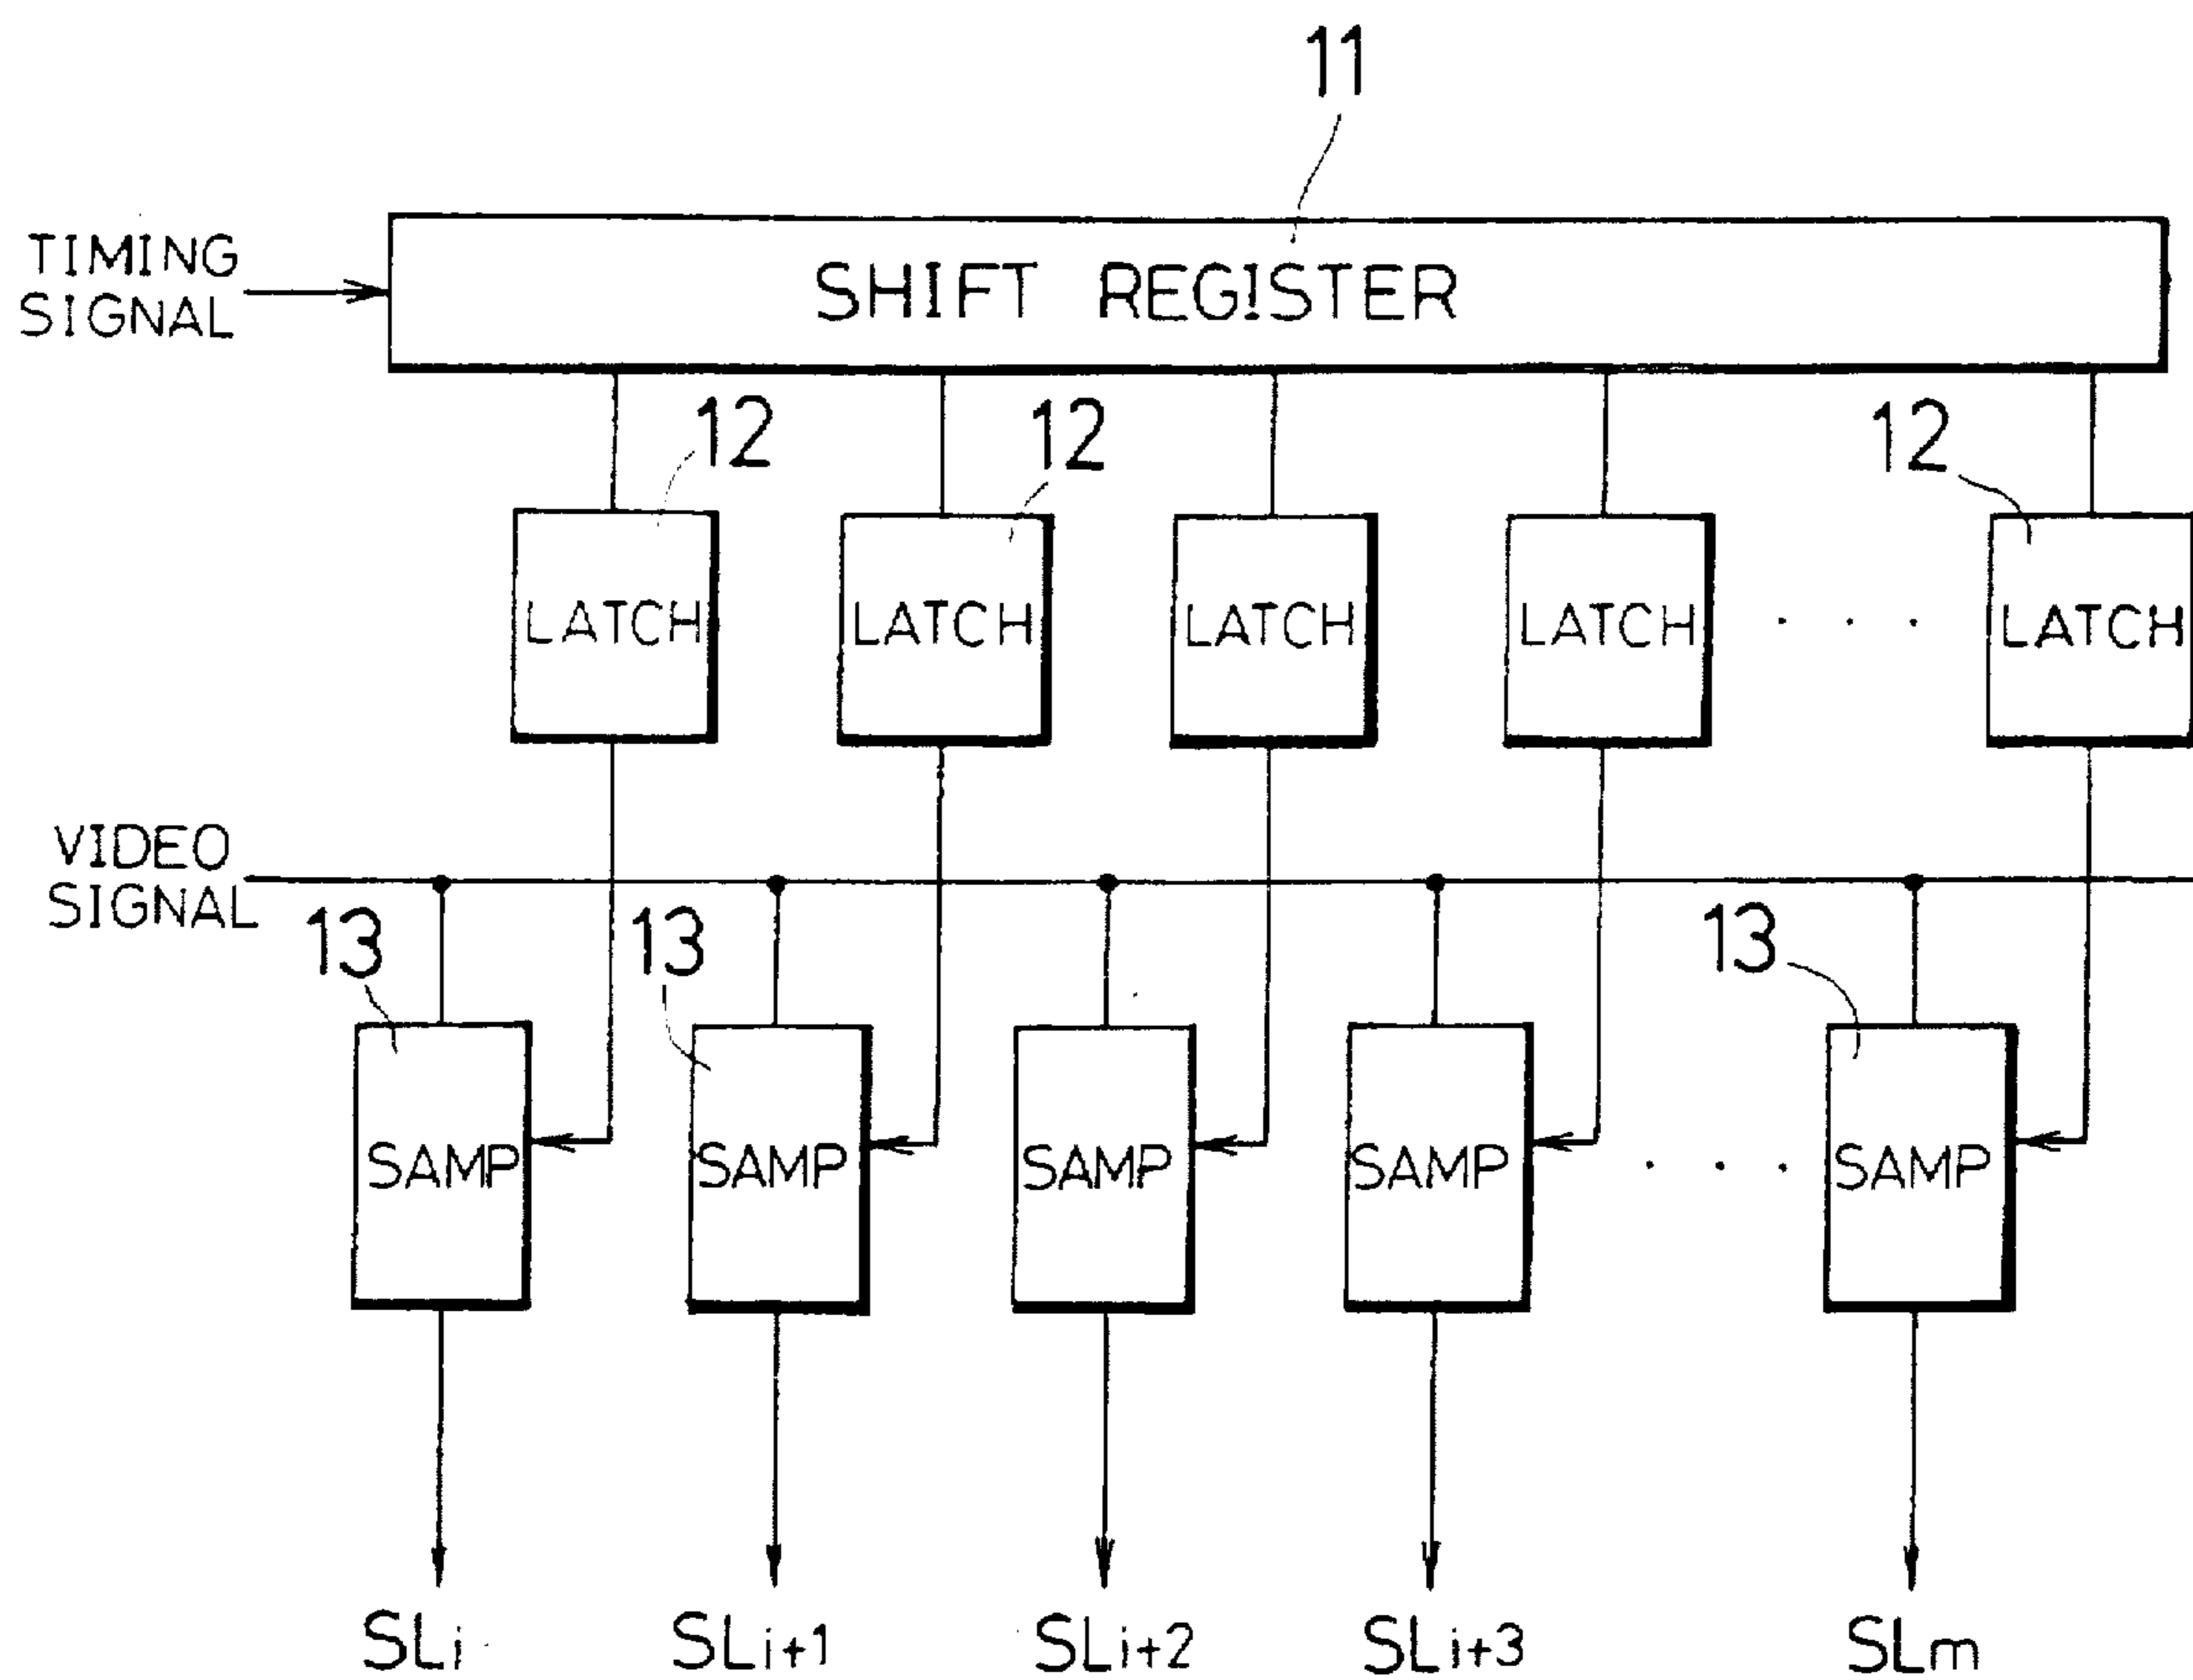 11
TIMING
SIGNAL
SHIFT REGISTER
12 12 12
LATCH LATCH LATCH LATCH . . . LATCH
VIDEO
SIGNAL
13 13 13
SAMP SAMP SAMP SAMP . . . SAMP
SLi SLi+1 SLi+2 SLi+3 SLm